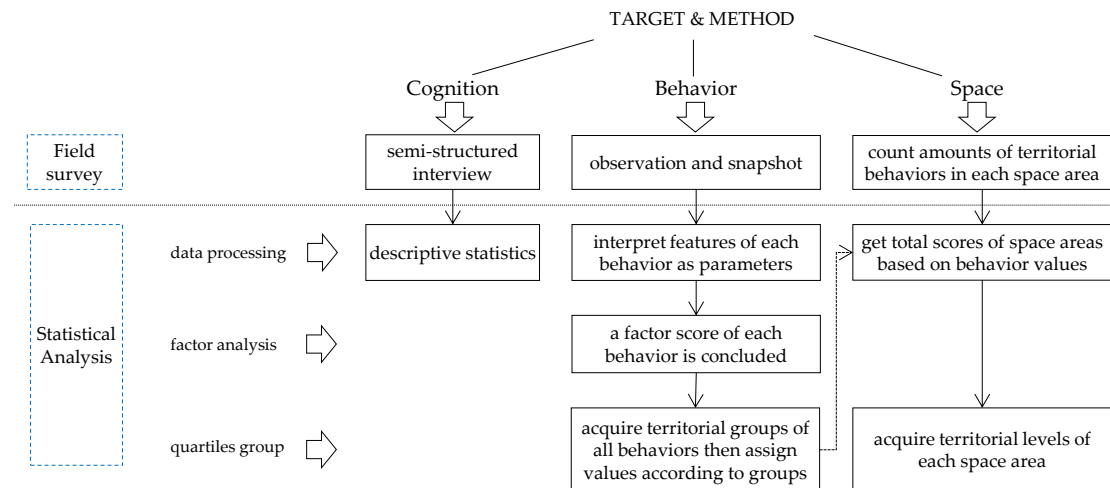 TARGET & METHOD
Cognition
Behavior
Space
Field
survey
semi-structured
interview
observation and snapshot
count amounts of territorial
behaviors in each space area
Statistical
Analysis
data processing
descriptive statistics
interpret features of each
behavior as parameters
get total scores of space areas
based on behavior values
factor analysis
a factor score of each
behavior is concluded
quartiles group
acquire territorial groups of
all behaviors then assign
values according to groups
acquire territorial levels of
each space area